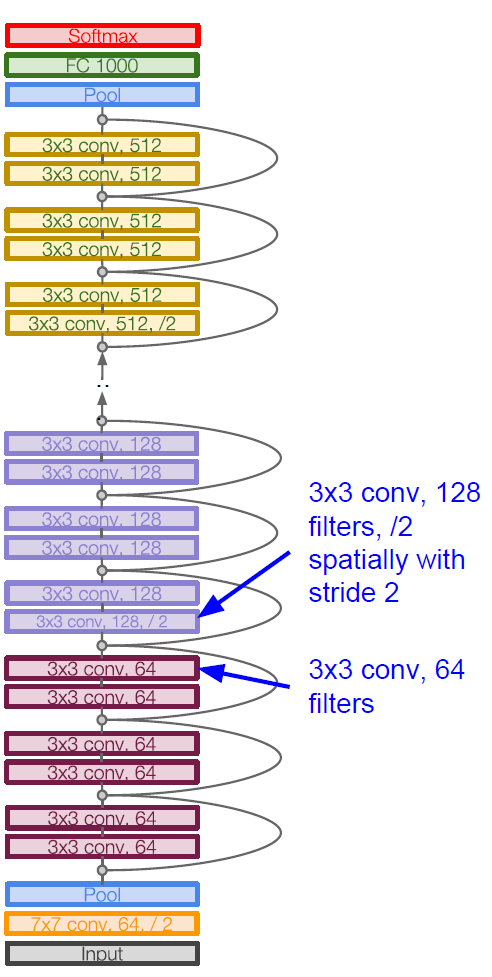 Softmax
FC 1000
Pool
3x3 conv, 512
3x3 conv, 512
3x3 conv, 512
3x3 conv, 512
3x3 conv, 512
3x3 conv, 512, /2
..
3x3 conv, 128
3x3 conv, 128
3x3 conv, 128
3x3 conv, 128
3x3 conv, 128
3x3 conv, 128, / 2
3x3 conv, 64
3x3 conv, 64
3x3 conv, 64
3x3 conv, 64
3x3 conv, 64
3x3 conv, 64
Pool
7x7 conv, 64, / 2
Input
3x3 conv, 128
filters, /2
spatially with
stride 2
3x3 conv, 64
filters